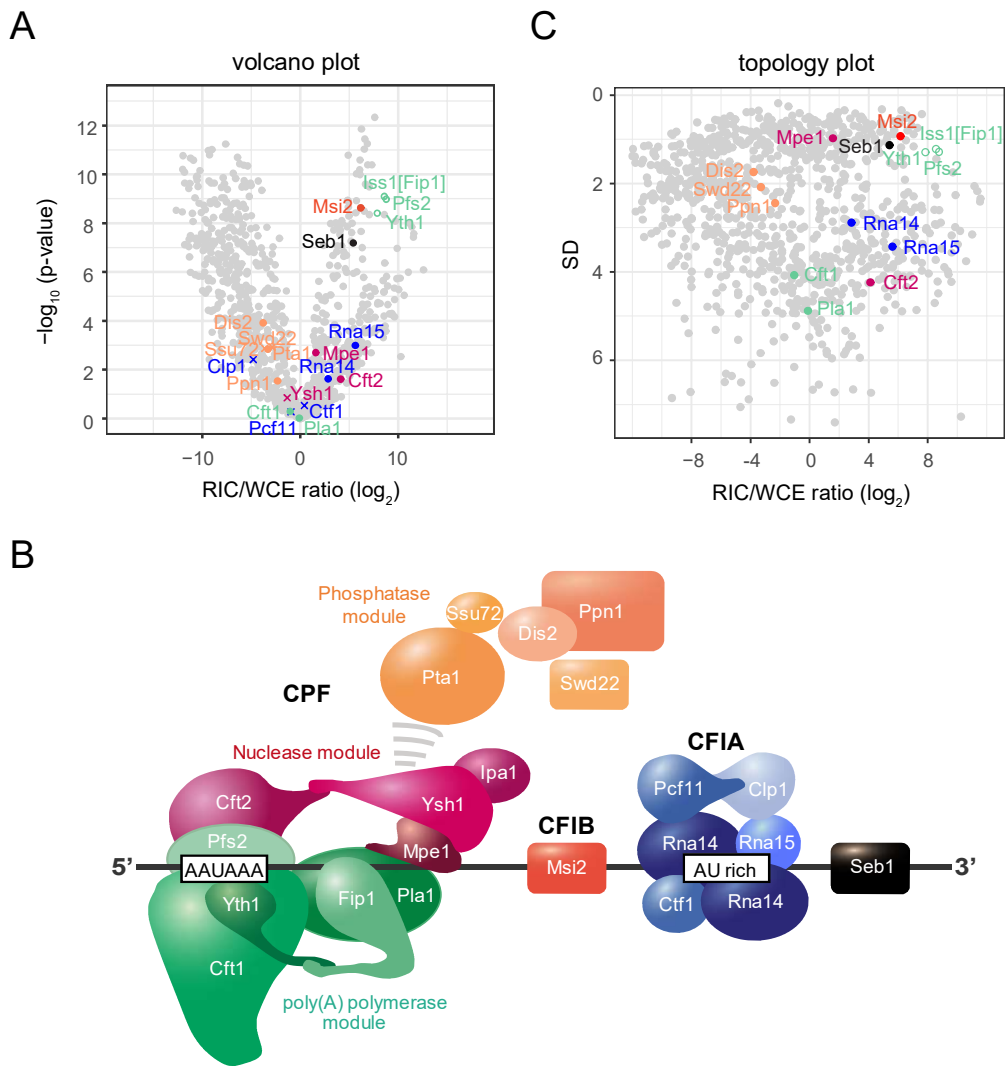 A
volcano plot
−log10 (p-value)
12
10
8
6
4
2
0
Iss1[Fip1]
Msi2
Pfs2
Yth1
Seb1
Dis2
Swd22
Rna15
Ssu72
Pta1
Mpe1
Clp1
Rna14
Ppn1
Cft2
Ysh1
Cft1
Ctf1
Pcf11
Pla1
−10
0
10
RIC/WCE ratio (log2)
C
topology plot
SD
0
2
4
6
Msi2
Iss1[Fip1]
Mpe1
Seb1
Yth1
Pfs2
Dis2
Swd22
Ppn1
Rna14
Rna15
Cft1
Cft2
Pla1
−8
-4
0
4
8
RIC/WCE ratio (log2)
B
Phosphatase
module
Ssu72
Ppn1
Dis2
Pta1
Swd22
CPF
Nuclease module
CFIA
Ipa1
Pcf11
Clp1
Cft2
Ysh1
CFIB
Pfs2
Mpe1
Rna14
Rna15
5’
AAUAAA
Msi2
AU rich
Seb1
3’
Yth1
Fip1
Pla1
Ctf1
Rna14
Cft1
poly(A) polymerase
module